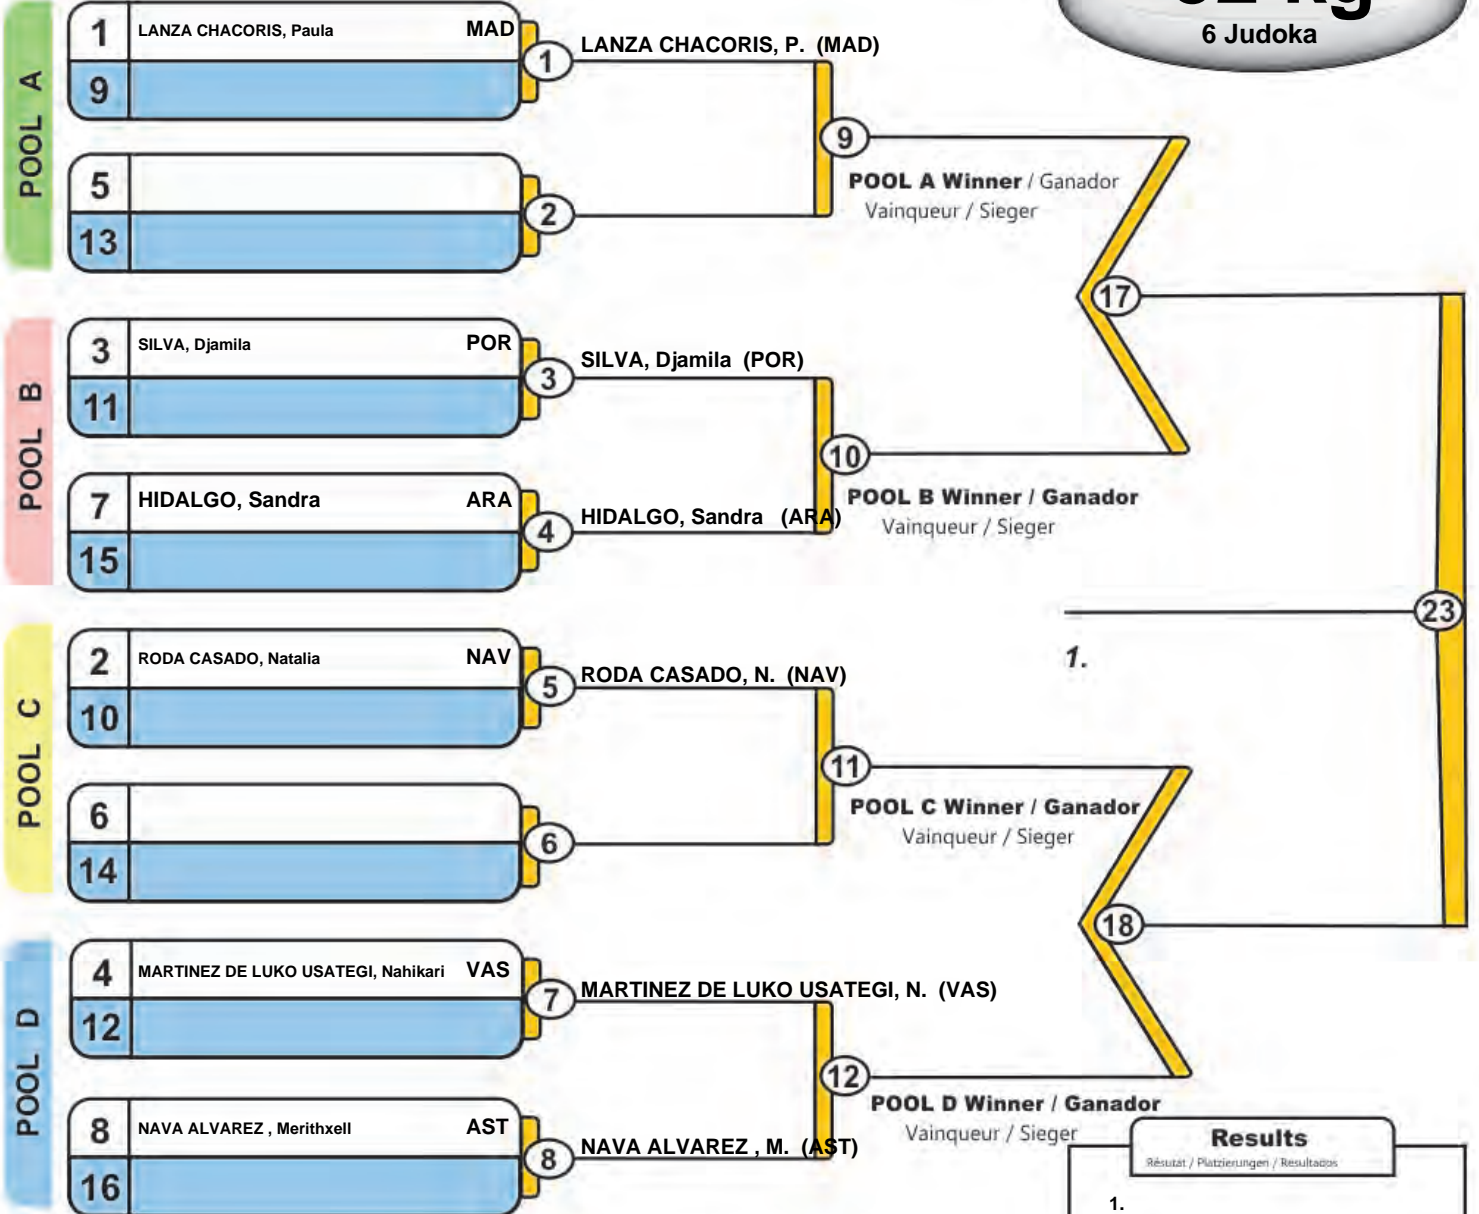 6 Judoka
POOL A
1 LANZA CHACORIS, Paula MAD
9
1
LANZA CHACORIS, P. (MAD)
5
13
2
9
POOL A Winner / Ganador
Vainqueur / Sieger
17
POOL B
3 SILVA, Djamila POR
11
3
SILVA, Djamila (POR)
7 HIDALGO, Sandra ARA
15
4
HIDALGO, Sandra (ARA)
10
POOL B Winner / Ganador
Vainqueur / Sieger
23
1.
POOL C
2 RODA CASADO, Natalia NAV
10
5
RODA CASADO, N. (NAV)
6
14
6
11
POOL C Winner / Ganador
Vainqueur / Sieger
18
POOL D
4 MARTINEZ DE LUKO USATEGI, Nahikari VAS
12
7
MARTINEZ DE LUKO USATEGI, N. (VAS)
8 NAVA ALVAREZ , Merithxell AST
16
8
NAVA ALVAREZ , M. (AST)
12
POOL D Winner / Ganador
Vainqueur / Sieger
Results
Résultat / Platzierungen / Resultados
1.